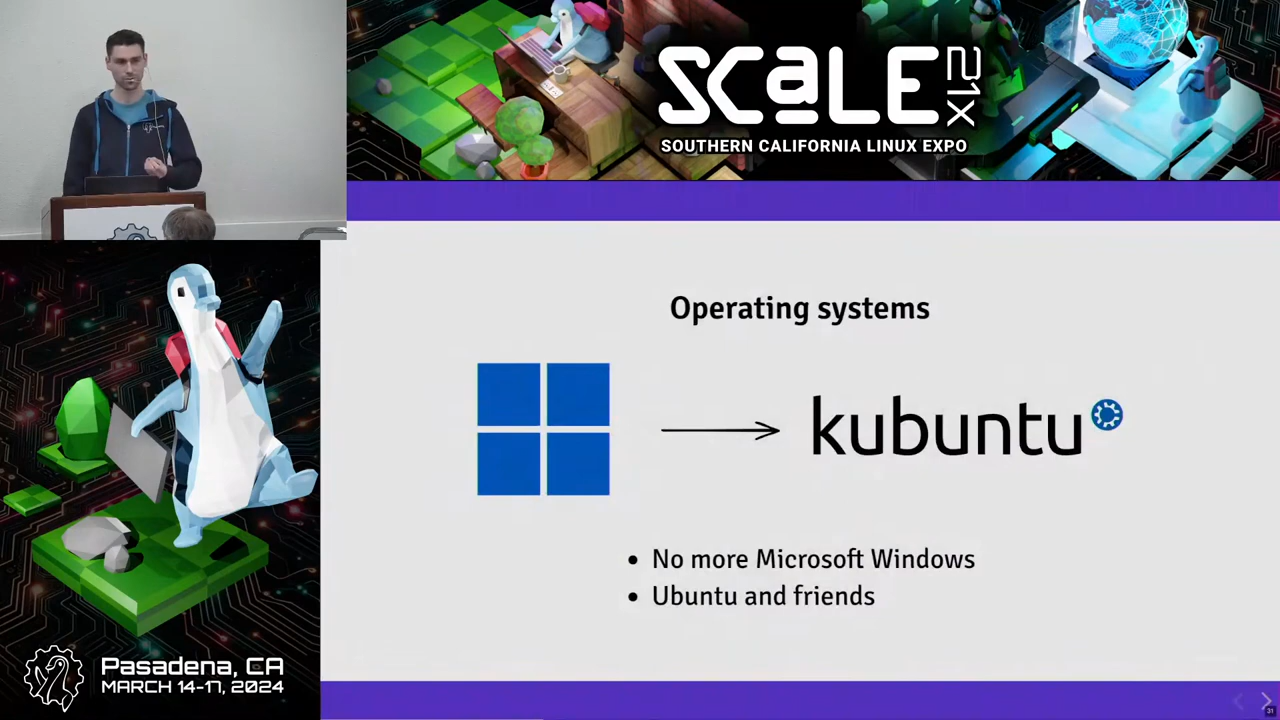 SCALE 21X
SOUTHERN CALIFORNIA LINUX EXPO
Operating systems
kubuntu
• No more Microsoft Windows
• Ubuntu and friends
Pasadena, CA
MARCH 14-17, 2024
31